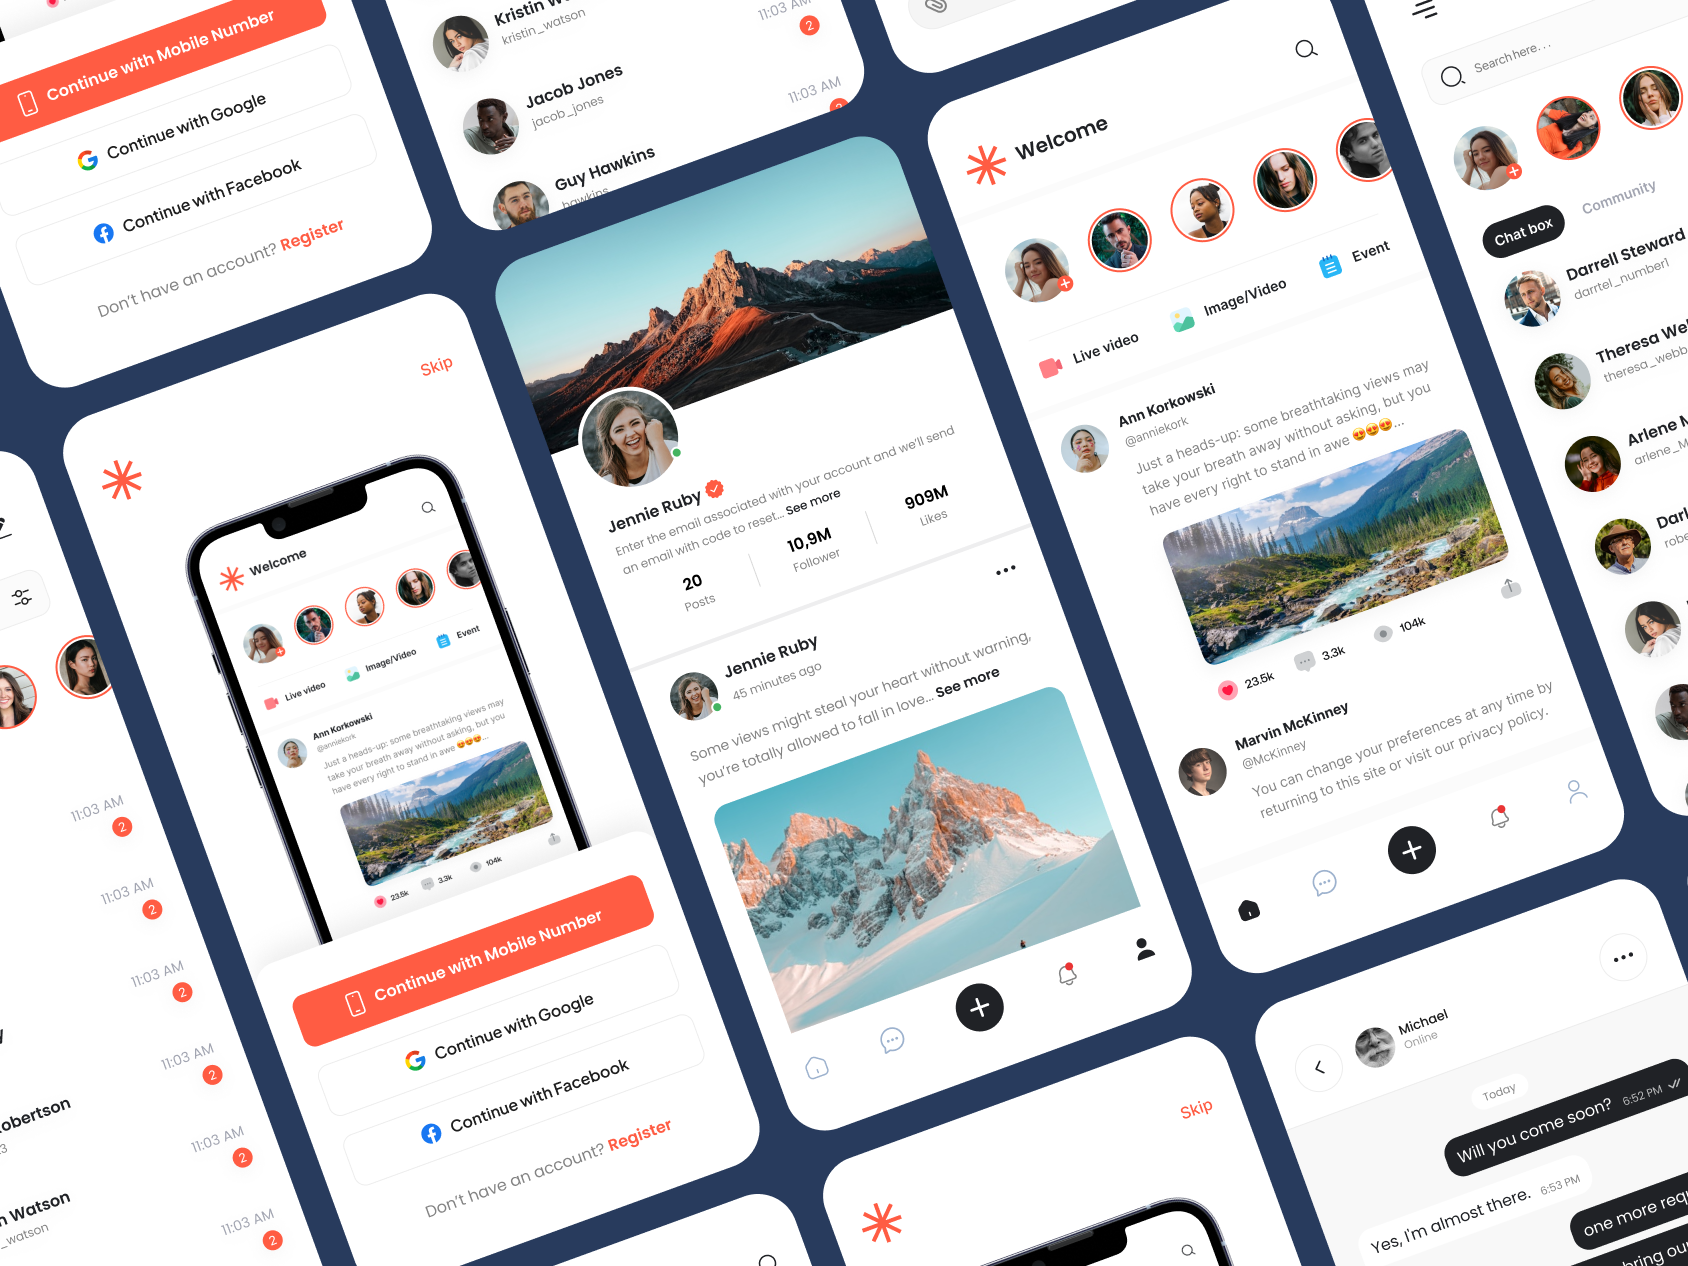 Continue with Mobile Number
Continue with Google
Continue with Facebook
Don't have an account? Register
11:03 AM
2
11:03 AM
2
11:03 AM
2
11:03 AM
2
11:03 AM
2
11:03 AM
2
Watson
_watson
Kristin
kristin_watson
11:03 AM
2
Jacob Jones
jacob_jones
11:03 AM
Guy Hawkins
hawkins
Skip
Welcome
Live video
Image/Video
Event
Ann Korkowski
@anniekork
Just a heads-up: some breathtaking views may
take your breath away without asking, but you
have every right to stand in awe 😍😍😍...
23.5k
3.3k
104k
Continue with Mobile Number
Continue with Google
Continue with Facebook
Don't have an account? Register
Jennie Ruby
Enter the email associated with your account and we'll send
an email with code to reset... See more
20
Posts
10,9M
Follower
909M
Likes
Jennie Ruby
45 minutes ago
Some views might steal your heart without warning,
you're totally allowed to fall in love... See more
Skip
Welcome
Live video
Image/Video
Event
Ann Korkowski
@anniekork
Just a heads-up: some breathtaking views may
take your breath away without asking, but you
have every right to stand in awe 😍😍😍...
23.5k
3.3k
104k
Marvin McKinney
@McKinney
You can change your preferences at any time by
returning to this site or visit our privacy policy.
Search here...
Chat box
Community
Darrell Steward
darrtel_number1
Theresa
theresa_webb
Arlene
Michael
Online
Today
Will you come soon? 6:52 PM
Yes, I'm almost there. 6:53 PM
one more
bring